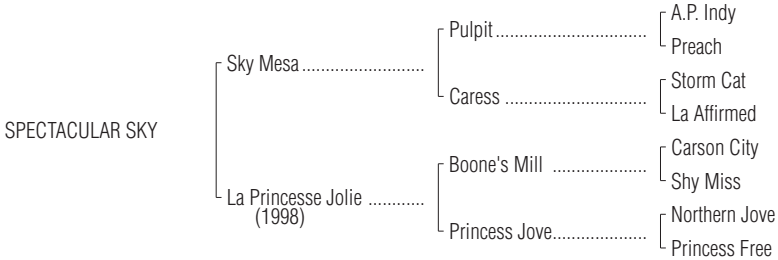 A.P. Indy
Pulpit..............................
Preach
Sky Mesa ........................
Storm Cat
Caress ............................
La Affirmed
SPECTACULAR SKY
Carson City
Boone's Mill ...................
Shy Miss
La Princesse Jolie ...........
(1998)
Northern Jove
Princess Jove...................
Princess Free